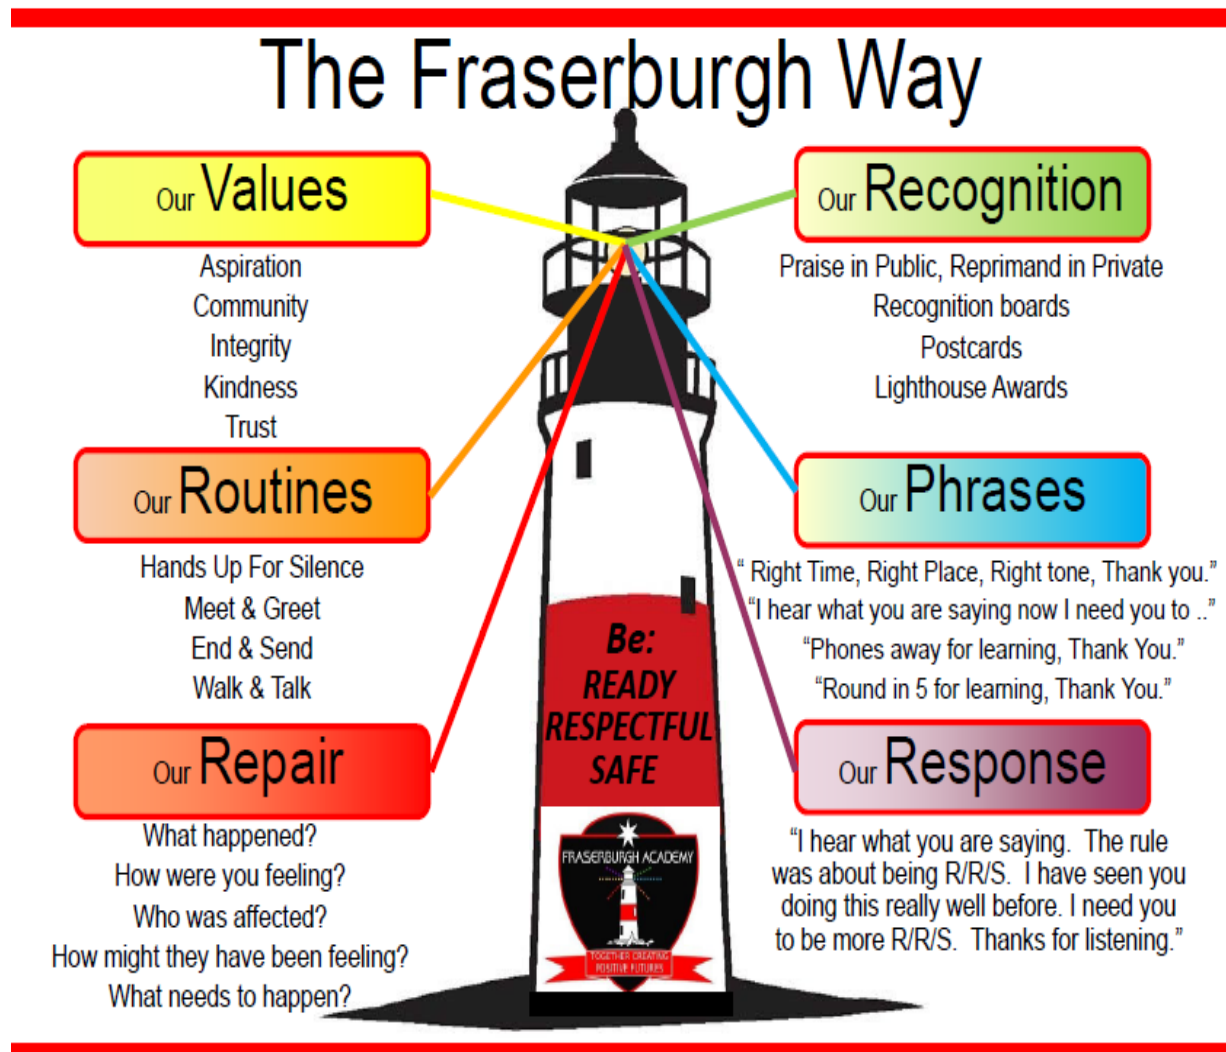 The Fraserburgh Way
Our Values
Aspiration
Community
Integrity
Kindness
Trust
Our Routines
Hands Up For Silence
Meet & Greet
End & Send
Walk & Talk
Our Repair
What happened?
How were you feeling?
Who was affected?
How might they have been feeling?
What needs to happen?
Be:
READY
RESPECTFUL
SAFE
FRASERBURGH ACADEMY
TOGETHER CREATING
POSITIVE FUTURES
Our Recognition
Praise in Public, Reprimand in Private
Recognition boards
Postcards
Lighthouse Awards
Our Phrases
“ Right Time, Right Place, Right tone, Thank you.”
“I hear what you are saying now I need you to ..”
“Phones away for learning, Thank You.”
“Round in 5 for learning, Thank You.”
Our Response
“I hear what you are saying.  The rule
was about being R/R/S.  I have seen you
doing this really well before. I need you
to be more R/R/S.  Thanks for listening.”